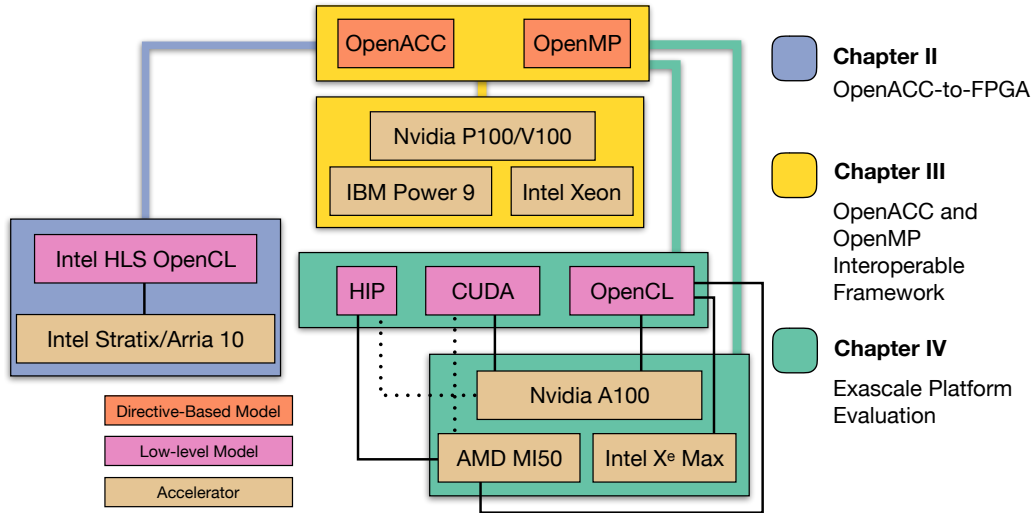 OpenACC
OpenMP
Nvidia P100/V100
IBM Power 9
Intel Xeon
Intel HLS OpenCL
Intel Stratix/Arria 10
HIP
CUDA
OpenCL
Nvidia A100
AMD MI50
Intel Xᵉ Max
Directive-Based Model
Low-level Model
Accelerator
Chapter II
OpenACC-to-FPGA
Chapter III
OpenACC and
OpenMP
Interoperable
Framework
Chapter IV
Exascale Platform
Evaluation